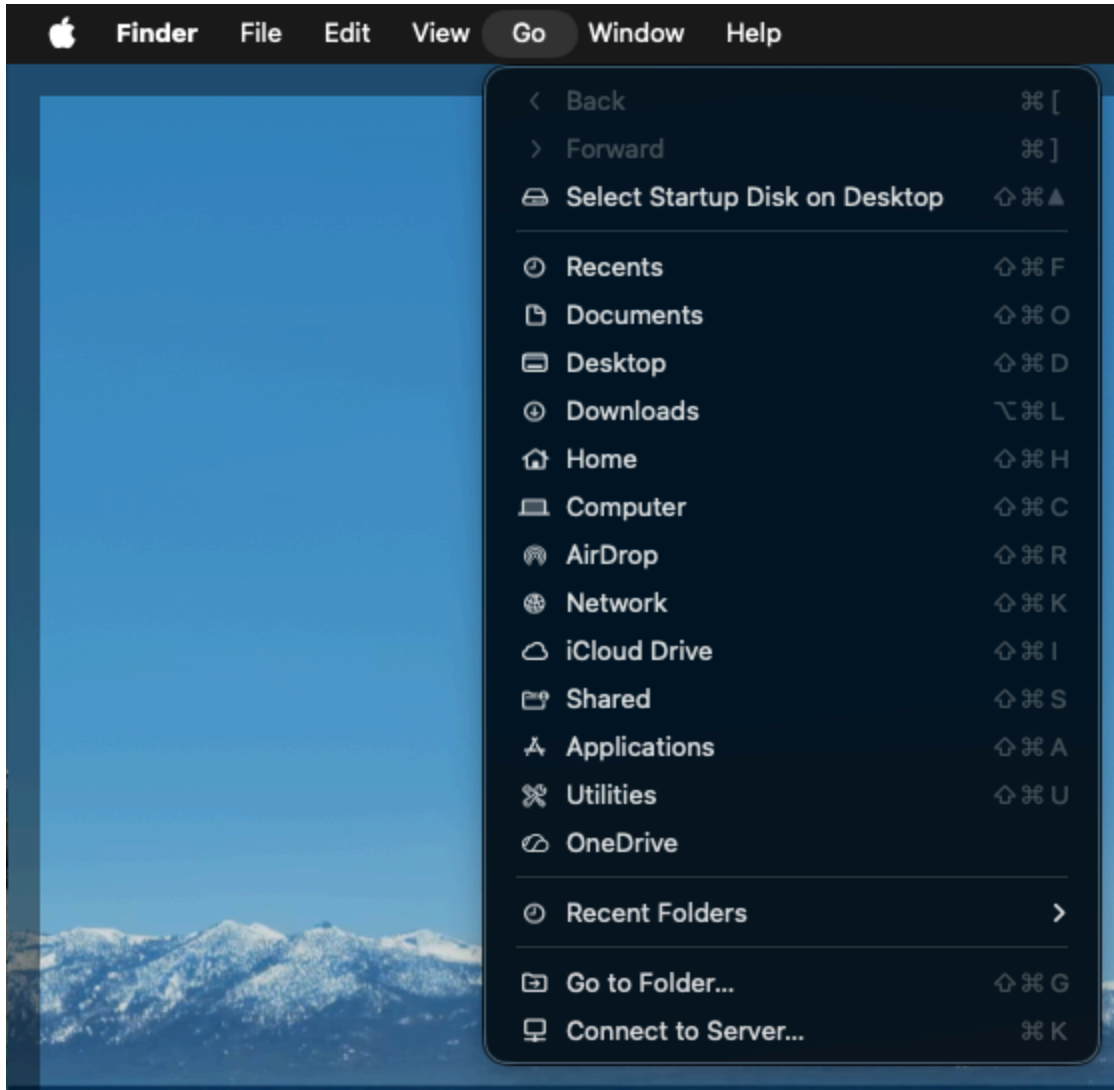 Finder File Edit View Go Window Help
Back ⌘[
Forward ⌘]
Select Startup Disk on Desktop ⇧⌘▲
Recents ⇧⌘F
Documents ⇧⌘O
Desktop ⇧⌘D
Downloads ⌥⌘L
Home ⇧⌘H
Computer ⇧⌘C
AirDrop ⇧⌘R
Network ⇧⌘K
iCloud Drive ⇧⌘I
Shared ⇧⌘S
Applications ⇧⌘A
Utilities ⇧⌘U
OneDrive
Recent Folders
Go to Folder... ⇧⌘G
Connect to Server... ⌘K